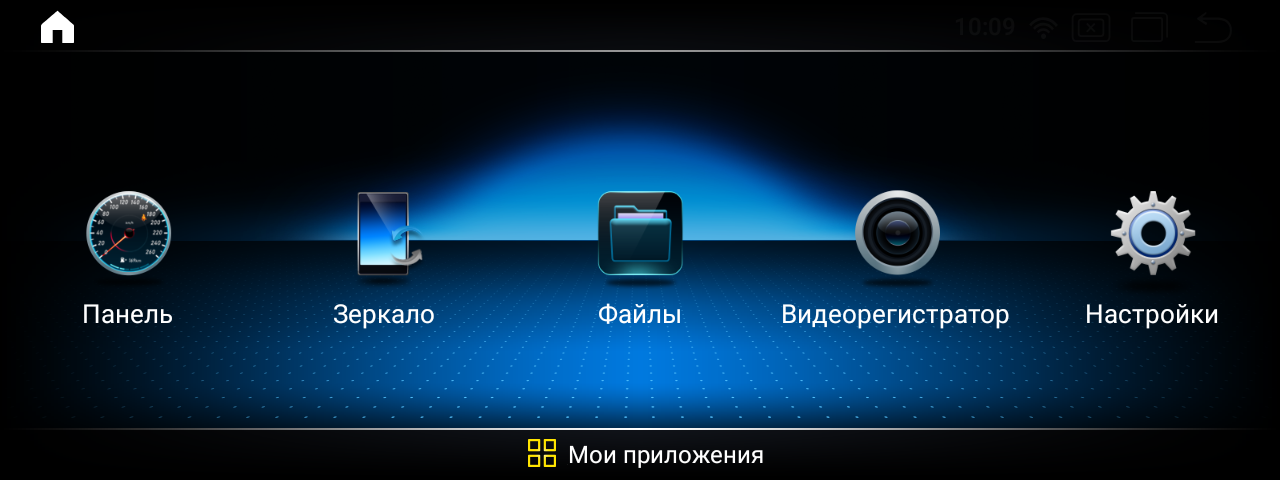 10:09
Панель
Зеркало
Файлы
Видеорегистратор
Настройки
Мои приложения